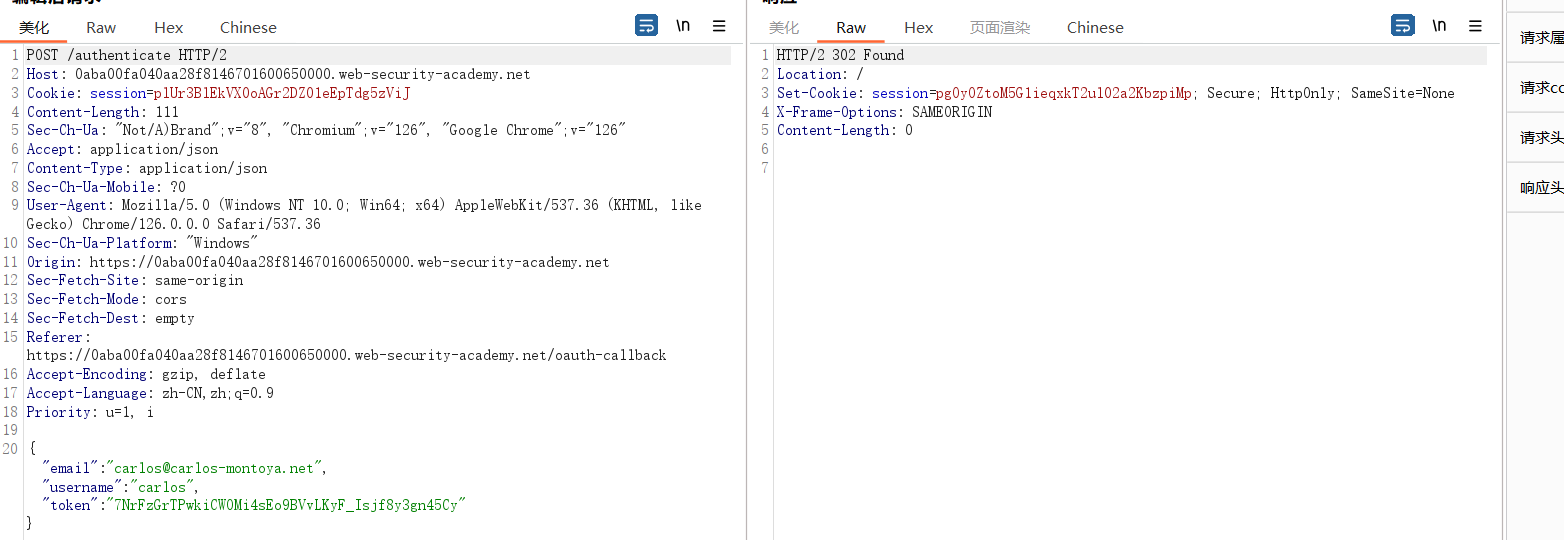 美化 Raw Hex Chinese \n
1 POST /authenticate HTTP/2
2 Host: 0aba00fa040aa28f8146701600650000.web-security-academy.net
3 Cookie: session=plUr3BlEkVX0oAGr2DZ01eEpTdg5zViJ
4 Content-Length: 111
5 Sec-Ch-Ua: "Not/A)Brand";v="8", "Chromium";v="126", "Google Chrome";v="126"
6 Accept: application/json
7 Content-Type: application/json
8 Sec-Ch-Ua-Mobile: ?0
9 User-Agent: Mozilla/5.0 (Windows NT 10.0; Win64; x64) AppleWebKit/537.36 (KHTML, like
Gecko) Chrome/126.0.0.0 Safari/537.36
10 Sec-Ch-Ua-Platform: "Windows"
11 Origin: https://0aba00fa040aa28f8146701600650000.web-security-academy.net
12 Sec-Fetch-Site: same-origin
13 Sec-Fetch-Mode: cors
14 Sec-Fetch-Dest: empty
15 Referer:
https://0aba00fa040aa28f8146701600650000.web-security-academy.net/oauth-callback
16 Accept-Encoding: gzip, deflate
17 Accept-Language: zh-CN,zh;q=0.9
18 Priority: u=1, i
19
20 {
"email":"carlos@carlos-montoya.net",
"username":"carlos",
"token":"7NrFzGrTPwkiCW0Mi4sEo9BVvLKyF_Isjf8y3gn45Cy"
}
美化 Raw Hex 页面渲染 Chinese \n
1 HTTP/2 302 Found
2 Location: /
3 Set-Cookie: session=pg0y0ZtoM5G1ieqxkT2ul02a2KbzpiMp; Secure; HttpOnly; SameSite=None
4 X-Frame-Options: SAMEORIGIN
5 Content-Length: 0
6
7
请求属
请求co
请求头
响应头